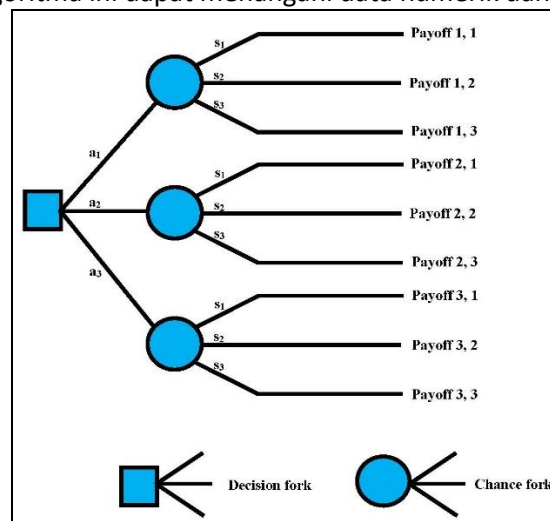 goritma ini dapat menangani data numerik dan
s₁
Payoff 1, 1
s₂
Payoff 1, 2
s₃
Payoff 1, 3
a₁
s₁
Payoff 2, 1
a₂
s₂
Payoff 2, 2
s₃
Payoff 2, 3
a₃
s₁
Payoff 3, 1
s₂
Payoff 3, 2
s₃
Payoff 3, 3
Decision fork
Chance fork